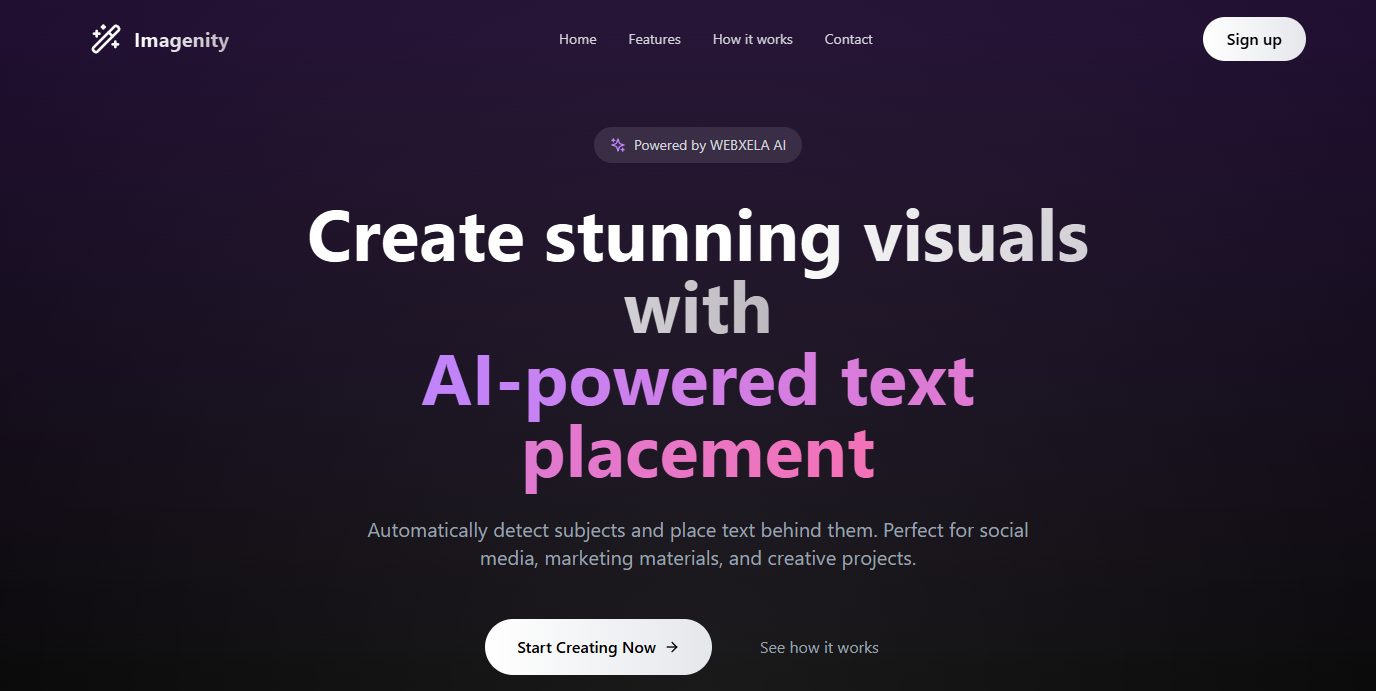 Imagenity
Home
Features
How it works
Contact
Sign up
Powered by WEBXELA AI
Create stunning visuals
with
AI-powered text
placement
Automatically detect subjects and place text behind them. Perfect for social
media, marketing materials, and creative projects.
Start Creating Now →
See how it works